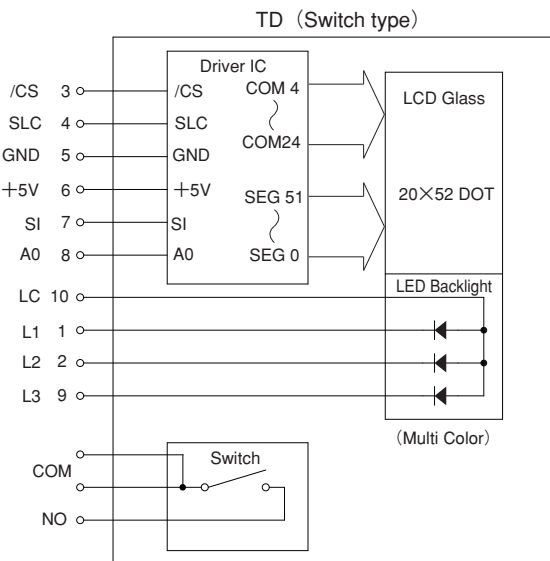 TD（Switch type）
Driver IC
/CS 3 /CS COM 4
LCD Glass
SLC 4 SLC
COM24
GND 5 GND
＋5V 6 ＋5V SEG 51 20×52 DOT
SI 7 SI
A0 8 A0 SEG 0
LED Backlight
LC 10
L1 1
L2 2
L3 9
（Multi Color）
Switch
COM
NO